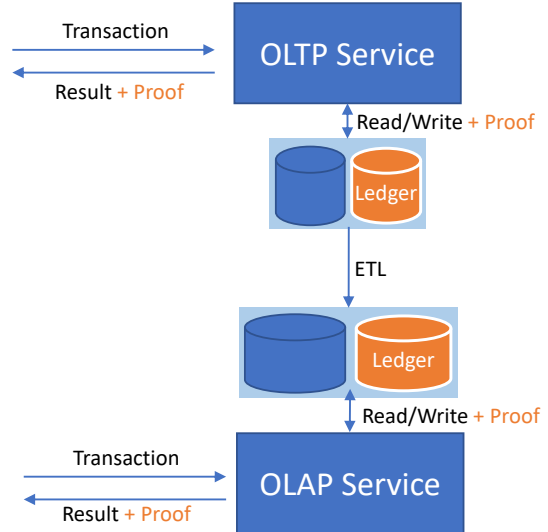 Transaction
OLTP Service
Result + Proof
Read/Write + Proof
Ledger
ETL
Ledger
Read/Write + Proof
Transaction
OLAP Service
Result + Proof